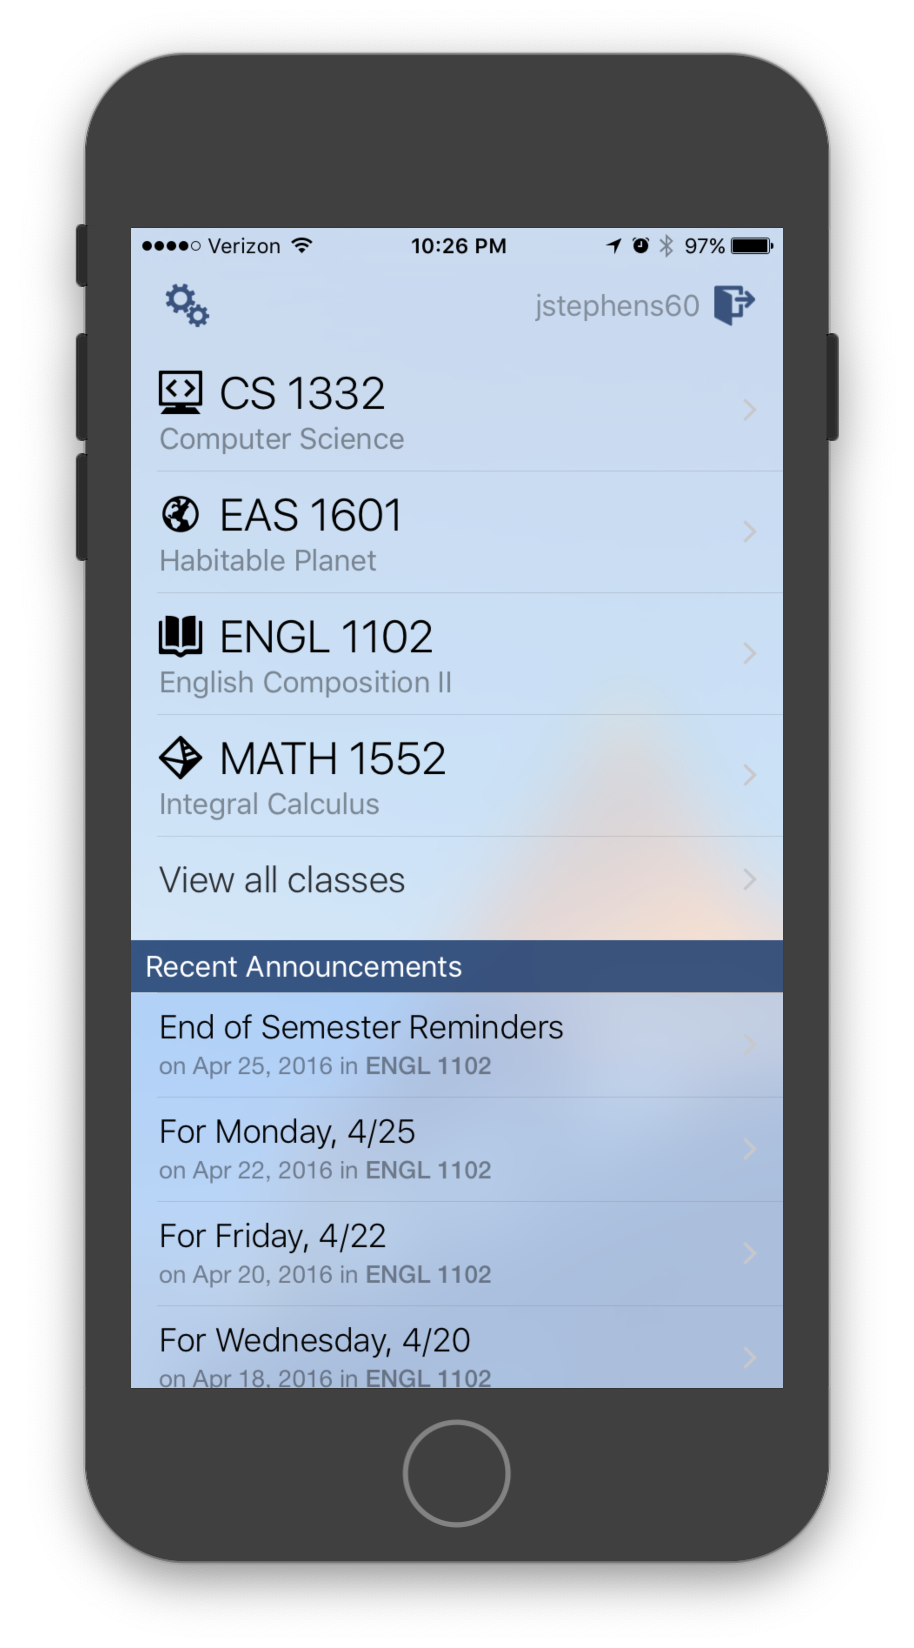 Verizon 10:26 PM 97%
jstephens60
CS 1332
Computer Science
EAS 1601
Habitable Planet
ENGL 1102
English Composition II
MATH 1552
Integral Calculus
View all classes
Recent Announcements
End of Semester Reminders
on Apr 25, 2016 in ENGL 1102
For Monday, 4/25
on Apr 22, 2016 in ENGL 1102
For Friday, 4/22
on Apr 20, 2016 in ENGL 1102
For Wednesday, 4/20
on Apr 18, 2016 in ENGL 1102